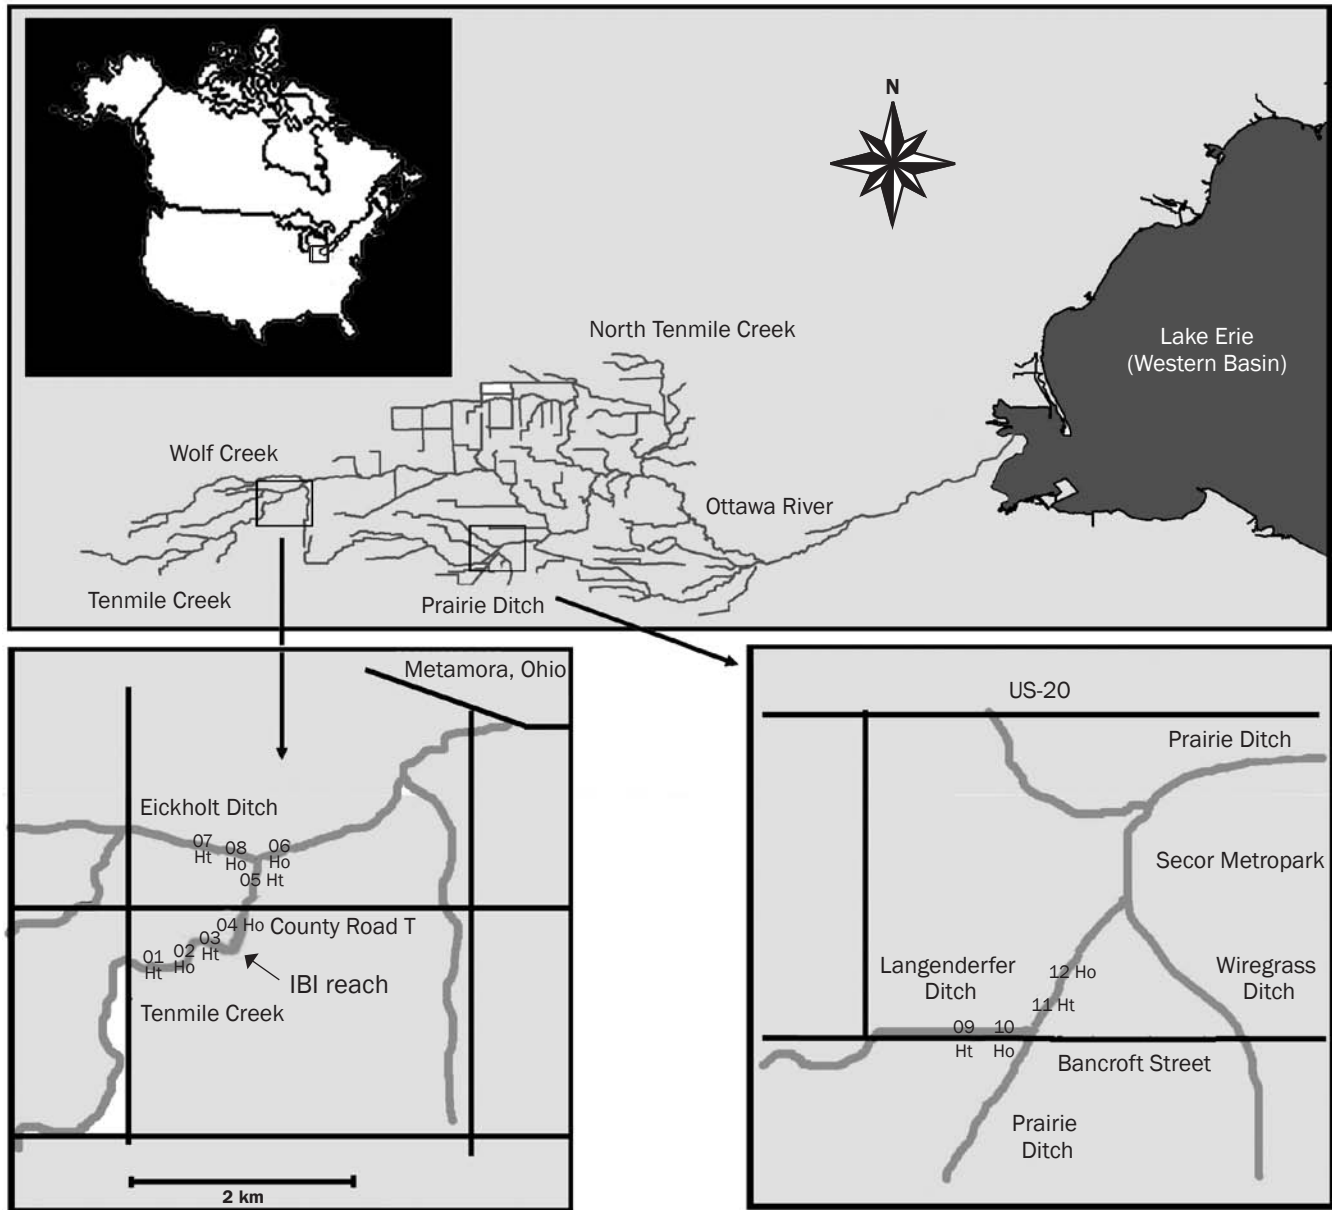 N
North Tenmile Creek
Lake Erie
(Western Basin)
Wolf Creek
Ottawa River
Tenmile Creek
Prairie Ditch
Metamora, Ohio
Eickholt Ditch
07
Ht
08
Ho
06
Ho
05 Ht
04 Ho
County Road T
03
Ht
02
Ho
01
Ht
IBI reach
Tenmile Creek
2 km
US-20
Prairie Ditch
Secor Metropark
Langenderfer
Ditch
12 Ho
Wiregrass
Ditch
11 Ht
09
Ht
10
Ho
Bancroft Street
Prairie
Ditch